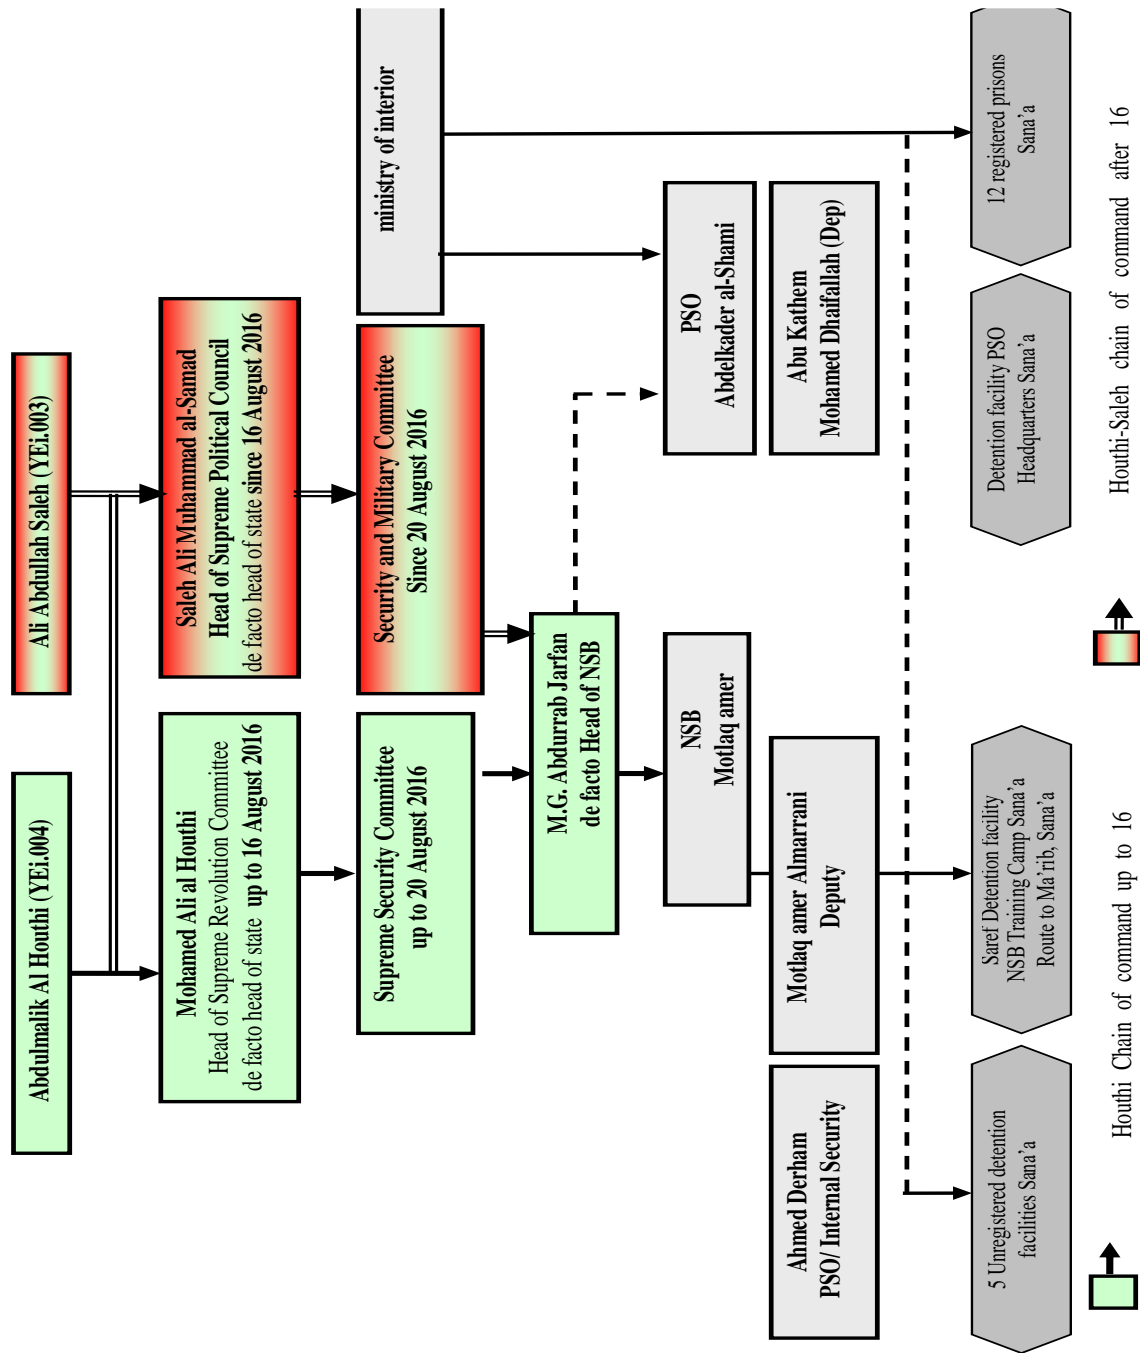 Abdulmalik Al Houthi (YEi.004)
Ali Abdullah Saleh (YEi.003)
Mohamed Ali al Houthi
Head of Supreme Revolution Committee
de facto head of state up to 16 August 2016
Saleh Ali Muhammad al-Samad
Head of Supreme Political Council
de facto head of state since 16 August 2016
Supreme Security Committee
up to 20 August 2016
Security and Military Committee
Since 20 August 2016
ministry of interior
M.G. Abdurrab Jarfan
de facto Head of NSB
NSB
Motlaq amer
PSO
Abdelkader al-Shami
Ahmed Derham
PSO/ Internal Security
Motlaq amer Almarrani
Deputy
Abu Kathem
Mohamed Dhaifallah (Dep)
5 Unregistered detention
facilities Sana’a
Saref Detention facility
NSB Training Camp Sana’a
Route to Ma’rib, Sana’a
Detention facility PSO
Headquarters Sana’a
12 registered prisons
Sana’a
Houthi Chain of command up to 16
Houthi-Saleh chain of command after 16